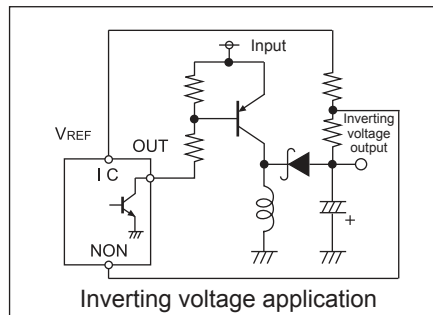 Input
Inverting
voltage
output
VREF
OUT
I C
NON
+
Inverting voltage application